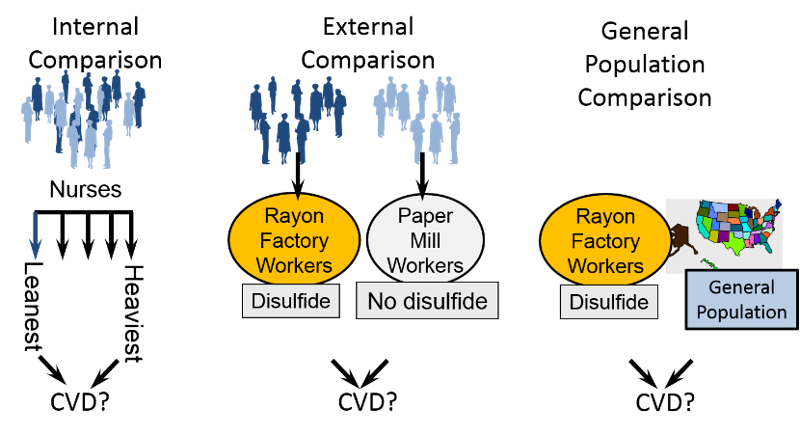 Internal
Comparison
Nurses
Leanest
Heaviest
CVD?
External
Comparison
Rayon
Factory
Workers
Disulfide
Paper
Mill
Workers
No disulfide
CVD?
General
Population
Comparison
Rayon
Factory
Workers
Disulfide
General
Population
CVD?